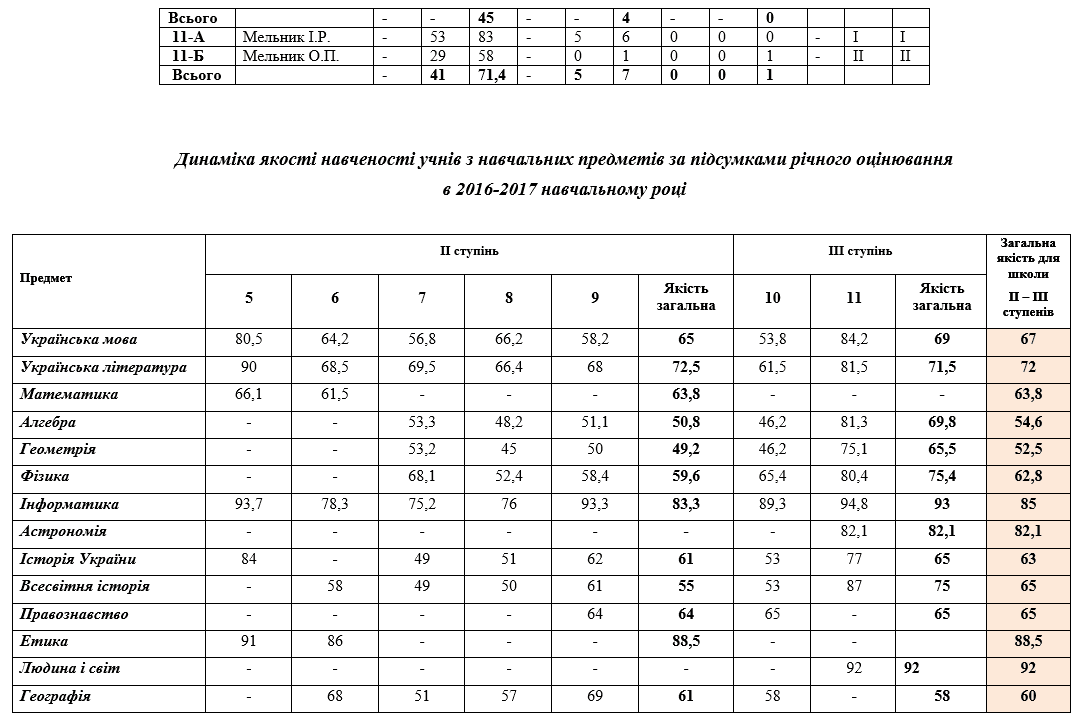 Всього - - 45 - - 4 - - 0
11-А Мельник І.Р. - 53 83 - 5 6 0 0 0 - І І
11-Б Мельник О.П. - 29 58 - 0 1 0 0 1 - ІІ ІІ
Всього - 41 71,4 - 5 7 0 0 1
Динаміка якості навченості учнів з навчальних предметів за підсумками річного оцінювання
в 2016-2017 навчальному році
Предмет ІІ ступінь ІІІ ступінь Загальна якість для школи ІІ – ІІІ ступенів
5 6 7 8 9 Якість загальна 10 11 Якість загальна
Українська мова 80,5 64,2 56,8 66,2 58,2 65 53,8 84,2 69 67
Українська література 90 68,5 69,5 66,4 68 72,5 61,5 81,5 71,5 72
Математика 66,1 61,5 - - - 63,8 - - - 63,8
Алгебра - - 53,3 48,2 51,1 50,8 46,2 81,3 69,8 54,6
Геометрія - - 53,2 45 50 49,2 46,2 75,1 65,5 52,5
Фізика - - 68,1 52,4 58,4 59,6 65,4 80,4 75,4 62,8
Інформатика 93,7 78,3 75,2 76 93,3 83,3 89,3 94,8 93 85
Астрономія - - - - - - - 82,1 82,1 82,1
Історія України 84 - 49 51 62 61 53 77 65 63
Всесвітня історія - 58 49 50 61 55 53 87 75 65
Правознавство - - - - 64 64 65 - 65 65
Етика 91 86 - - - 88,5 - - 88,5
Людина і світ - - - - - - - 92 92 92
Географія - 68 51 57 69 61 58 - 58 60